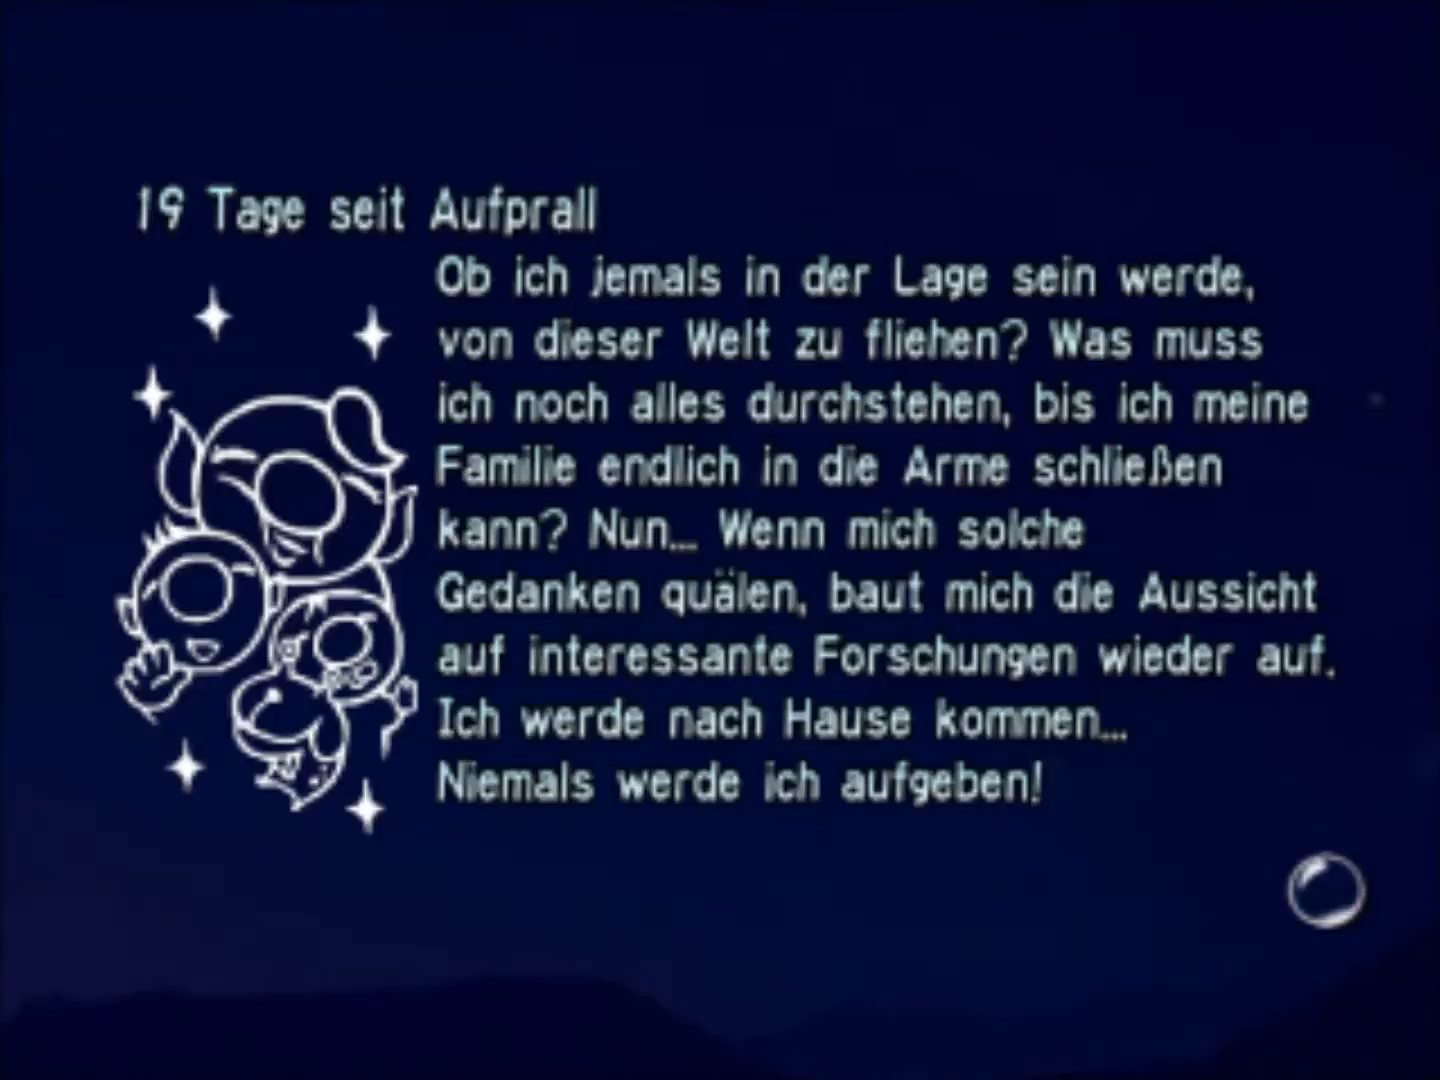 19 Tage seit Aufprall
Ob ich jemals in der Lage sein werde,
von dieser Welt zu fliehen? Was muss
ich noch alles durchstehen, bis ich meine
Familie endlich in die Arme schließen
kann? Nun... Wenn mich solche
Gedanken quälen, baut mich die Aussicht
auf interessante Forschungen wieder auf.
Ich werde nach Hause kommen...
Niemals werde ich aufgeben!